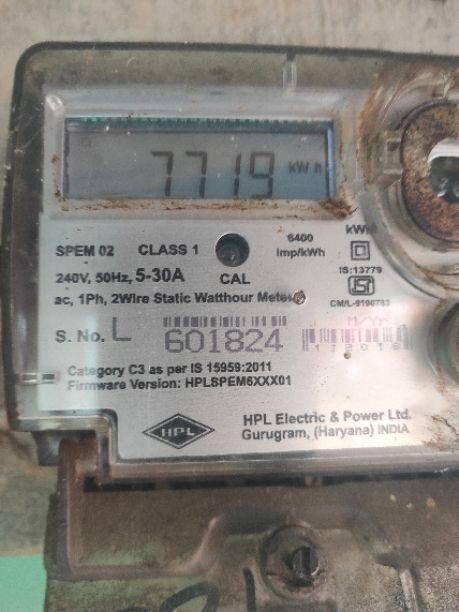 7719 kWh
SPEM 02 CLASS 1 6400 imp/kWh kWh
240V, 50Hz, 5-30A CAL IS:13779
ac, 1Ph, 2Wire Static Watthour Meter
S. No. L 601824
Category C3 as per IS 15959:2011
Firmware Version: HPLSPEM6XXX01
HPL
HPL Electric & Power Ltd.
Gurugram, (Haryana) INDIA